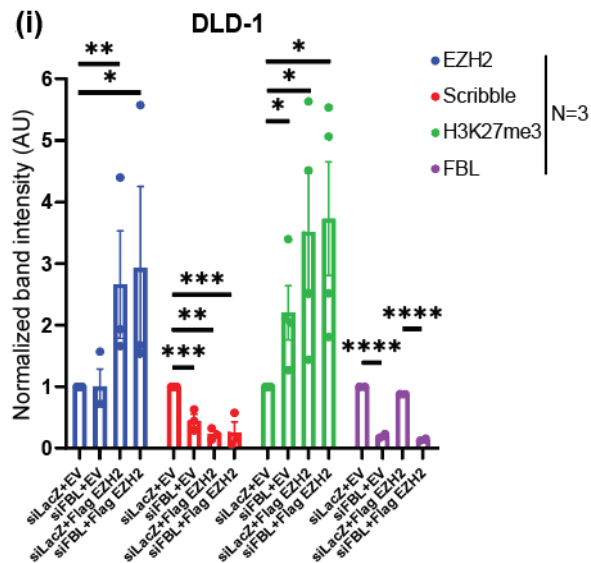 (i)
DLD-1
EZH2
Scribble
H3K27me3
FBL
N=3
Normalized band intensity (AU)
6
5
4
3
2
1
0
**
*
***
**
***
*
*
*
****
****
siLacZ+EV
siFBL+EV
siLacZ+Flag EZH2
siFBL+Flag EZH2
siLacZ+EV
siFBL+EV
siLacZ+Flag EZH2
siFBL+Flag EZH2
siLacZ+EV
siFBL+EV
siLacZ+Flag EZH2
siFBL+Flag EZH2
siLacZ+EV
siFBL+EV
siLacZ+Flag EZH2
siFBL+Flag EZH2